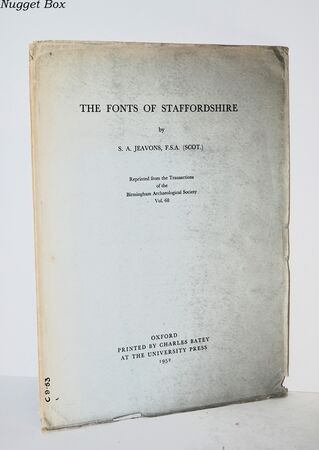 Nugget Box
THE FONTS OF STAFFORDSHIRE
by
S. A. JEAVONS, F.S.A. (SCOT.)
Reprinted from the Transactions
of the
Birmingham Archaeological Society
Vol. 68
OXFORD
PRINTED BY CHARLES BATEY
AT THE UNIVERSITY PRESS
1952
C·9·63